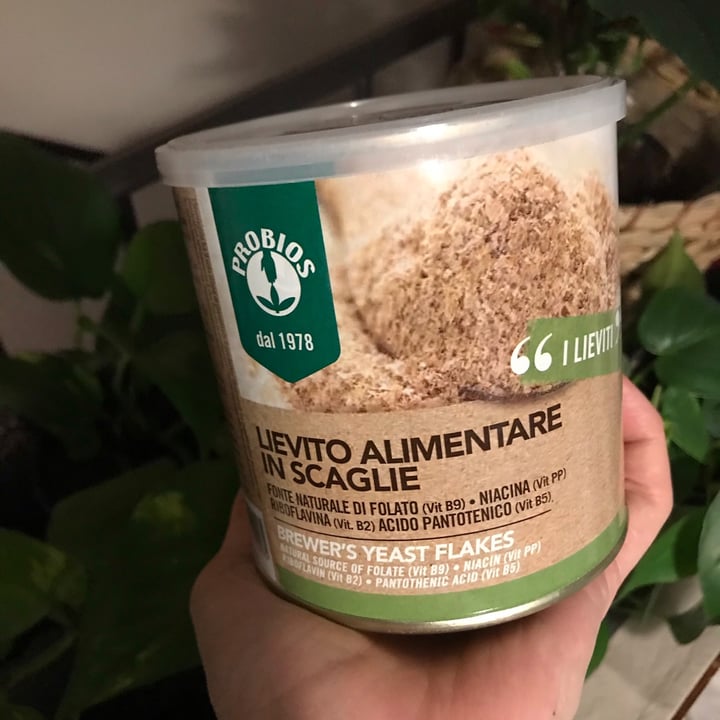 PROBIOS
dal 1978
“ I LIEVITI
LIEVITO ALIMENTARE
IN SCAGLIE
FONTE NATURALE DI FOLATO (Vit B9) • NIACINA (Vit PP)
RIBOFLAVINA (Vit. B2) ACIDO PANTOTENICO (Vit B5)
BREWER'S YEAST FLAKES
NATURAL SOURCE OF FOLATE (Vit B9) • NIACIN (Vit PP)
RIBOFLAVIN (Vit B2) • PANTOTHENIC ACID (Vit B5)